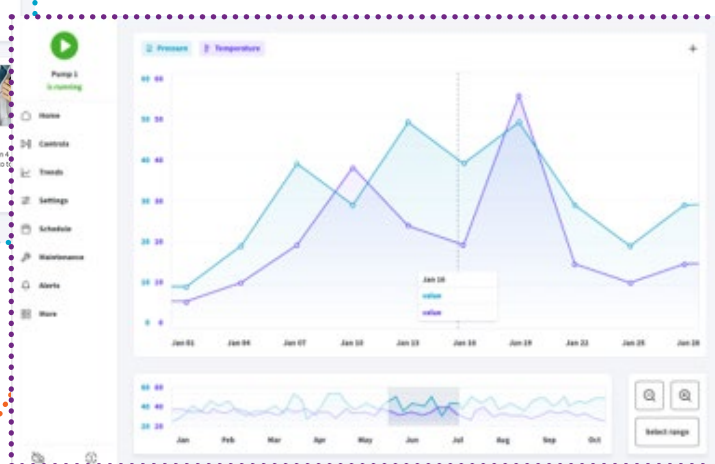 Pump 1
is running
Home
Controls
Trends
Settings
Schedule
Maintenance
Alerts
More
Pressure Temperature
60 60
50 50
40 40
30 30
20 20
10 10
0 0
Jan 16
value
value
Jan 01 Jan 04 Jan 07 Jan 10 Jan 13 Jan 16 Jan 19 Jan 22 Jan 25 Jan 28
60 60
40 40
20 20
Jan Feb Mar Apr May Jun Jul Aug Sep Oct
Select range